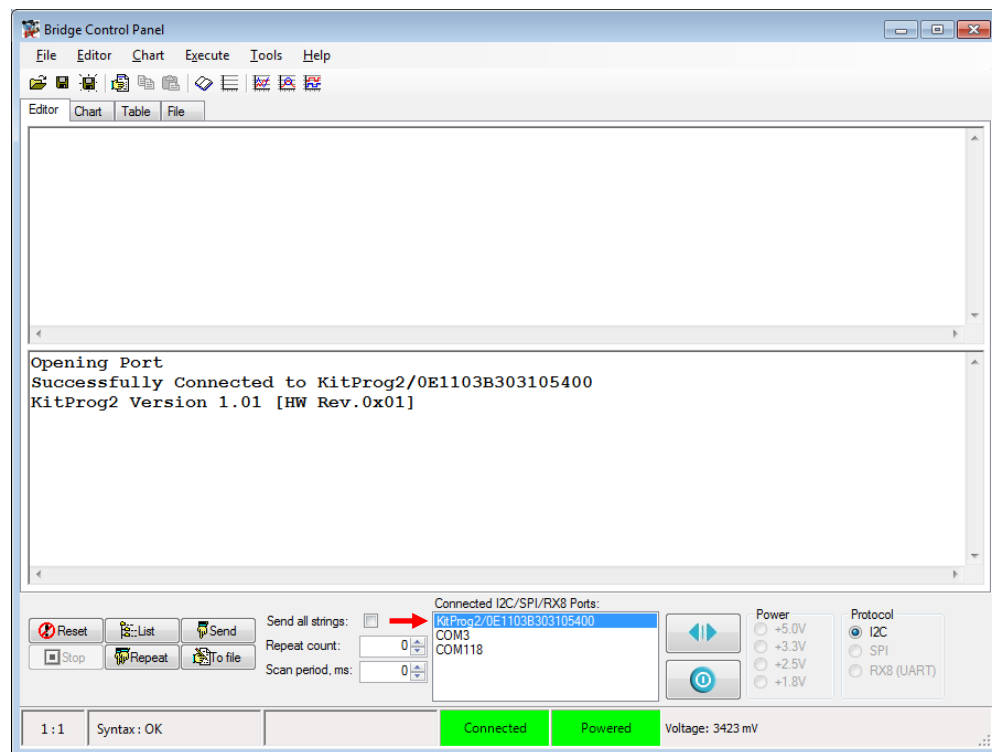 Bridge Control Panel
File Editor Chart Execute Tools Help
Editor Chart Table File
Opening Port
Successfully Connected to KitProg2/0E1103B303105400
KitProg2 Version 1.01 [HW Rev.0x01]
Reset List Send
Stop Repeat To file
Send all strings:
Repeat count: 0
Scan period, ms: 0
Connected I2C/SPI/RX8 Ports:
KitProg2/0E1103B303105400
COM3
COM118
Power
+5.0V
+3.3V
+2.5V
+1.8V
Protocol
I2C
SPI
RX8 (UART)
1:1 Syntax : OK Connected Powered Voltage: 3423 mV